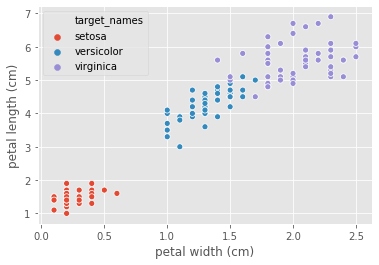 target_names
setosa
versicolor
virginica
7
6
5
4
3
2
1
petal length (cm)
0.0 0.5 1.0 1.5 2.0 2.5
petal width (cm)